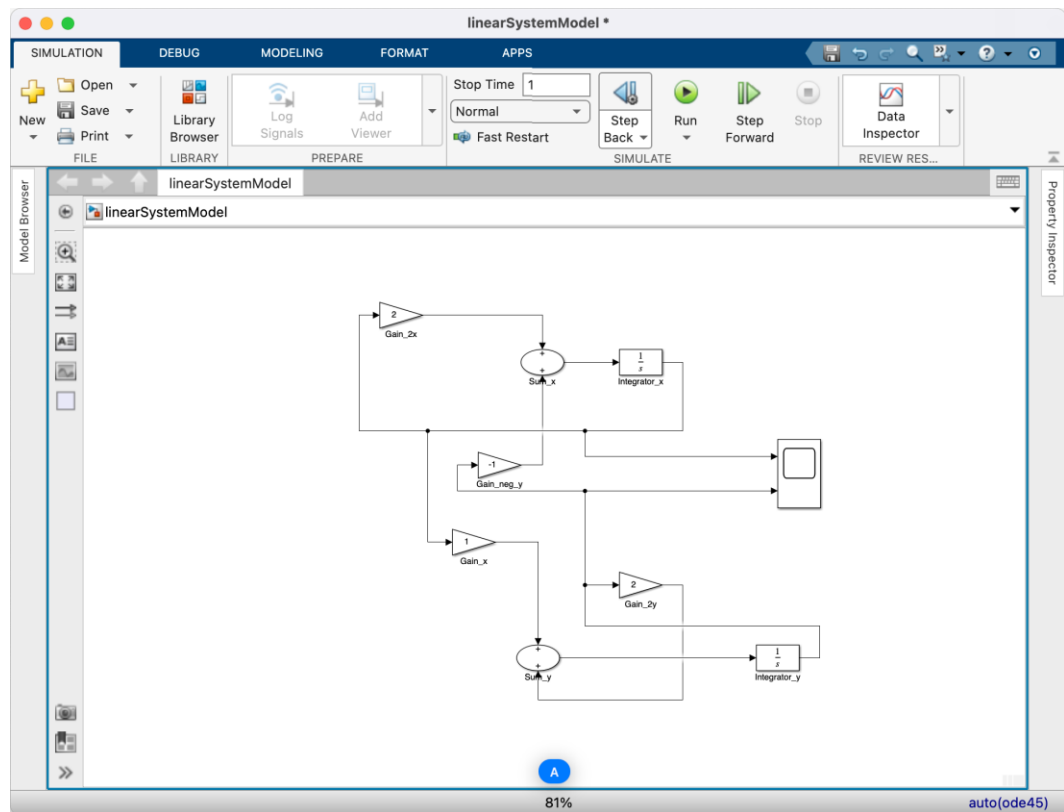 linearSystemModel *
SIMULATION DEBUG MODELING FORMAT APPS
New
Open
Save
Print
FILE
Library Browser
LIBRARY
Log Signals
Add Viewer
PREPARE
Stop Time 1
Normal
Fast Restart
Step Back
Run
Step Forward
Stop
SIMULATE
Data Inspector
REVIEW RES...
Model Browser
Property Inspector
linearSystemModel
linearSystemModel
2
Gain_2x
+
+
Sum_x
1
s
Integrator_x
-1
Gain_neg_y
1
Gain_x
2
Gain_2y
+
+
Sum_y
1
s
Integrator_y
A
81%
auto(ode45)